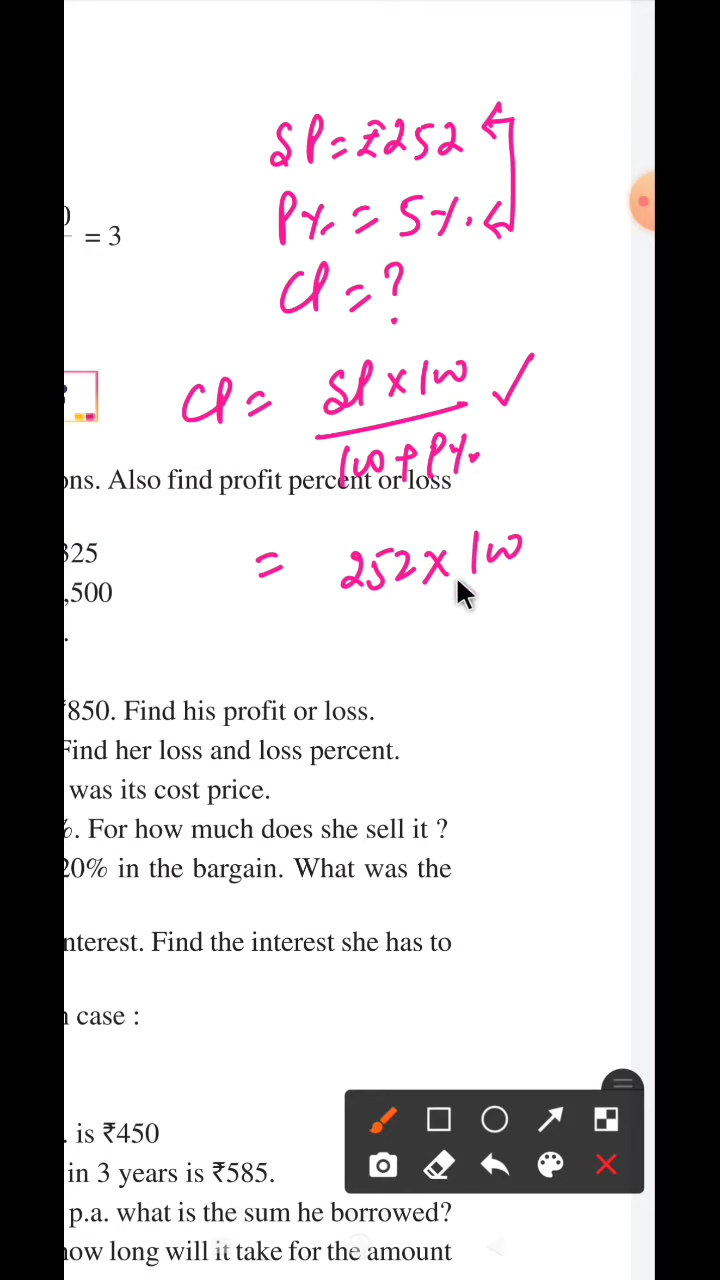 SP = ₹252
P% = 5%.
= 3
CP = ?
CP = SP × 100 ✓
100 + P%
ons. Also find profit percent or loss
325
= 252 × 100
,500
.
₹850. Find his profit or loss.
Find her loss and loss percent.
was its cost price.
%. For how much does she sell it ?
20% in the bargain. What was the
nterest. Find the interest she has to
n case :
. is ₹450
in 3 years is ₹585.
p.a. what is the sum he borrowed?
how long will it take for the amount